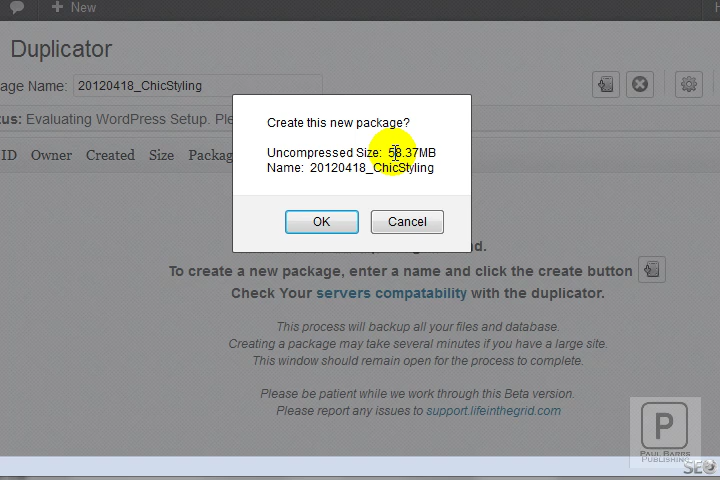 New
Duplicator
age Name: 20120418_ChicStyling
tus: Evaluating WordPress Setup. Ple
ID Owner Created Size Packag
Create this new package?
Uncompressed Size: 58.37MB
Name: 20120418_ChicStyling
OK Cancel
nd.
To create a new package, enter a name and click the create button
Check Your servers compatability with the duplicator.
This process will backup all your files and database.
Creating a package may take several minutes if you have a large site.
This window should remain open for the process to complete.
Please be patient while we work through this Beta version.
Please report any issues to support.lifeinthegrid.com
P
PAUL BARRS
PUBLISHING
SEO